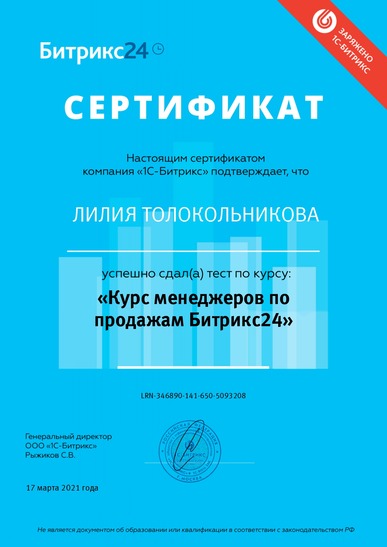 Битрикс24
ЗАРЯЖЕНО
1С-БИТРИКС
СЕРТИФИКАТ
Настоящим сертификатом
компания «1С-Битрикс» подтверждает, что
ЛИЛИЯ ТОЛОКОЛЬНИКОВА
успешно сдал(а) тест по курсу:
«Курс менеджеров по
продажам Битрикс24»
LRN-346890-141-650-5093208
Генеральный директор
ООО «1С-Битрикс»
Рыжиков С.В.
17 марта 2021 года
Не является документом об образовании или квалификации в соответствии с законодательством РФ